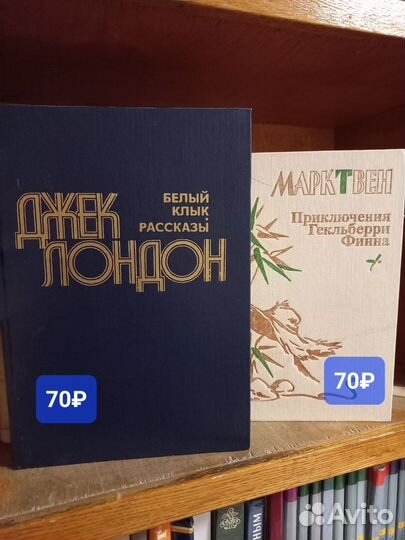 ДЖЕК
ЛОНДОН
БЕЛЫЙ
КЛЫК·
РАССКАЗЫ
70₽
МАРК ТВЕН
Приключения
Гекльберри
Финна
70₽
Avito